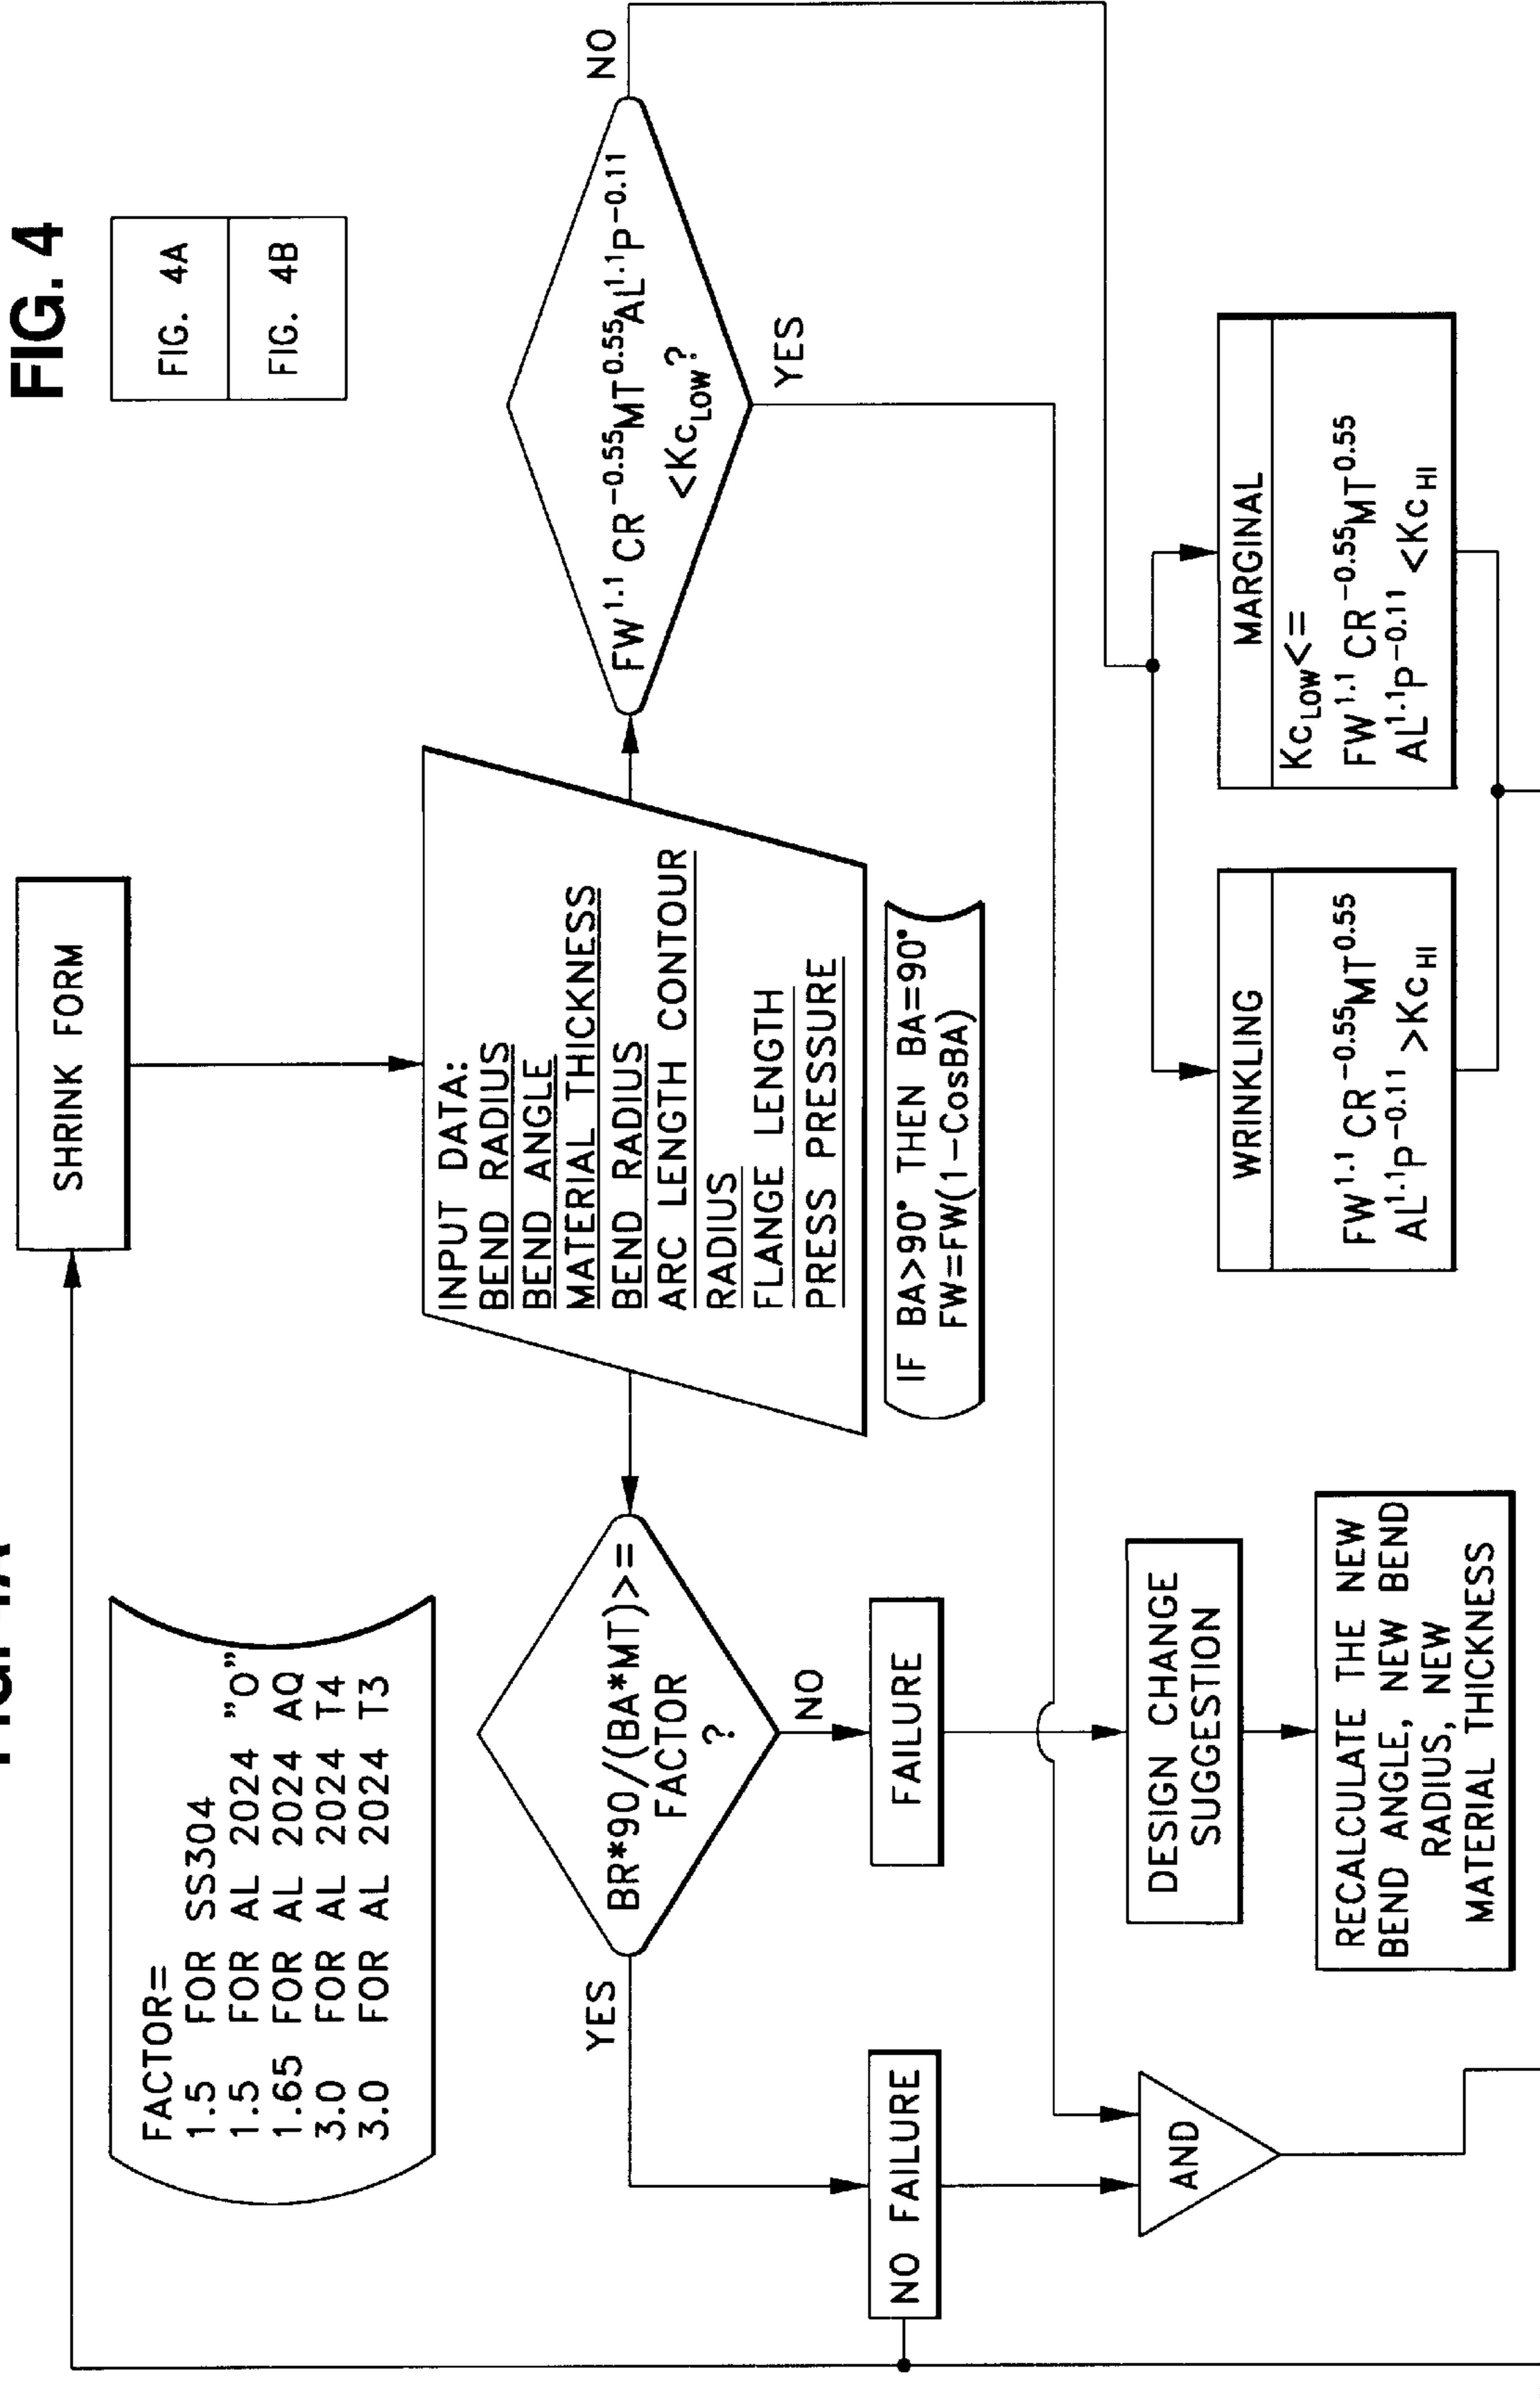 FIG. 4
FIG. 4A
FIG. 4B
SHRINK FORM
FACTOR=
1.5 FOR SS304
1.5 FOR AL 2024 "O"
1.65 FOR AL 2024 AQ
3.0 FOR AL 2024 T4
3.0 FOR AL 2024 T3
INPUT DATA:
BEND RADIUS
BEND ANGLE
MATERIAL THICKNESS
BEND RADIUS
ARC LENGTH CONTOUR
RADIUS
FLANGE LENGTH
PRESS PRESSURE
IF BA>90° THEN BA=90°
FW=FW(1-CosBA)
YES
BR*90/(BA*MT)>=
FACTOR
?
NO
FW^1.1 CR^-0.55 MT^0.55 AL^1.1 P^-0.11
<Kc_LOW?
NO
YES
NO FAILURE
FAILURE
AND
DESIGN CHANGE
SUGGESTION
RECALCULATE THE NEW
BEND ANGLE, NEW BEND
RADIUS, NEW
MATERIAL THICKNESS
WRINKLING
FW^1.1 CR^-0.55 MT^0.55
AL^1.1 P^-0.11 >Kc_HI
MARGINAL
Kc_LOW<=
FW^1.1 CR^-0.55 MT^0.55
AL^1.1 P^-0.11 <Kc_HI